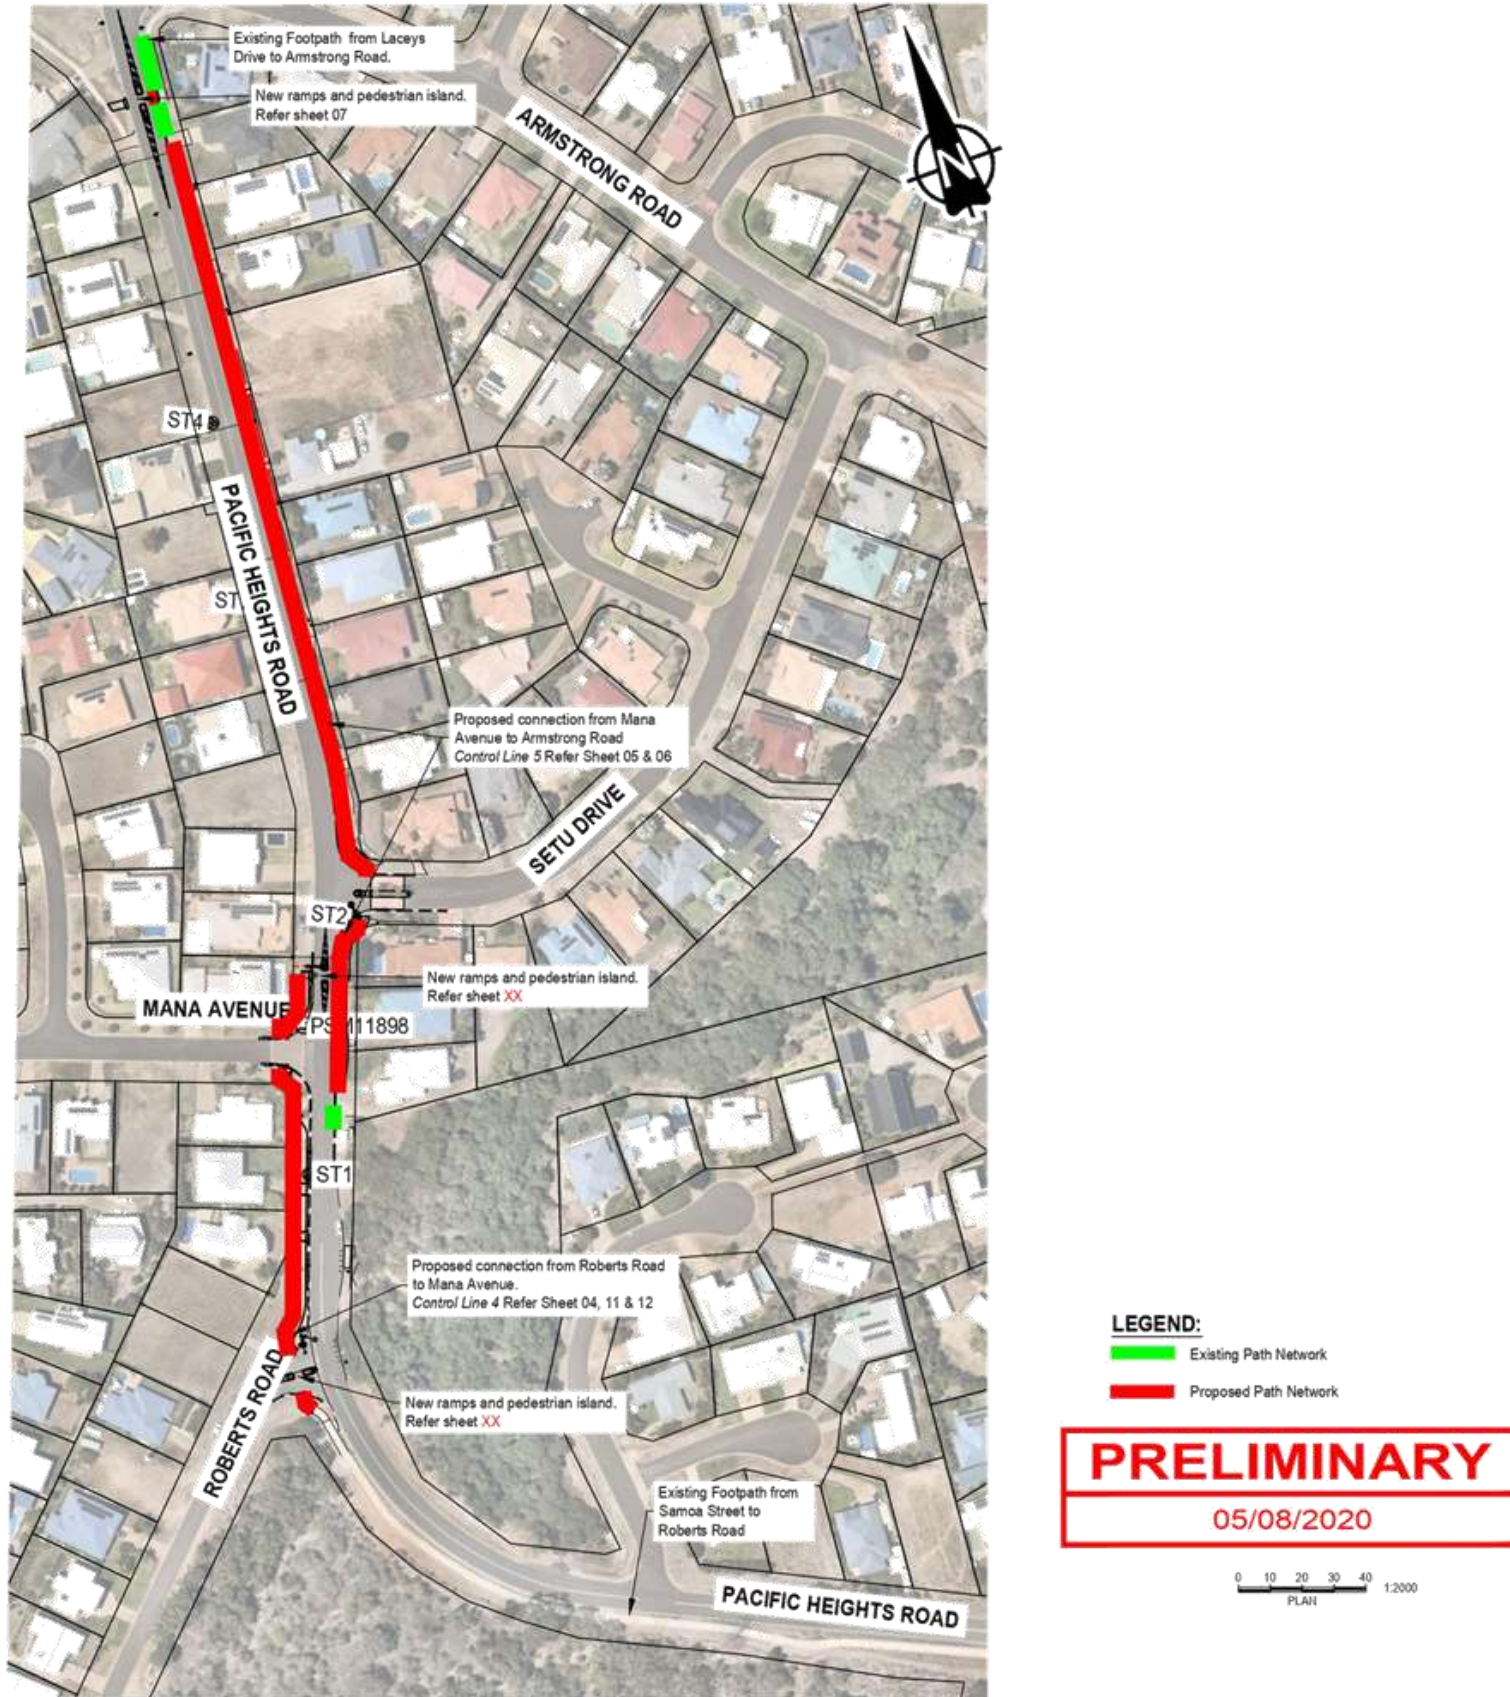 Existing Footpath from Laceys
Drive to Armstrong Road.
New ramps and pedestrian island.
Refer sheet 07
ARMSTRONG ROAD
N
ST4
PACIFIC HEIGHTS ROAD
ST
Proposed connection from Mana
Avenue to Armstrong Road
Control Line 5 Refer Sheet 05 & 06
SETU DRIVE
ST2
New ramps and pedestrian island.
Refer sheet XX
MANA AVENUE
PSM11898
ST1
Proposed connection from Roberts Road
to Mana Avenue.
Control Line 4 Refer Sheet 04, 11 & 12
ROBERTS ROAD
New ramps and pedestrian island.
Refer sheet XX
Existing Footpath from
Samoa Street to
Roberts Road
PACIFIC HEIGHTS ROAD
LEGEND:
Existing Path Network
Proposed Path Network
PRELIMINARY
05/08/2020
0 10 20 30 40 1:2000
PLAN